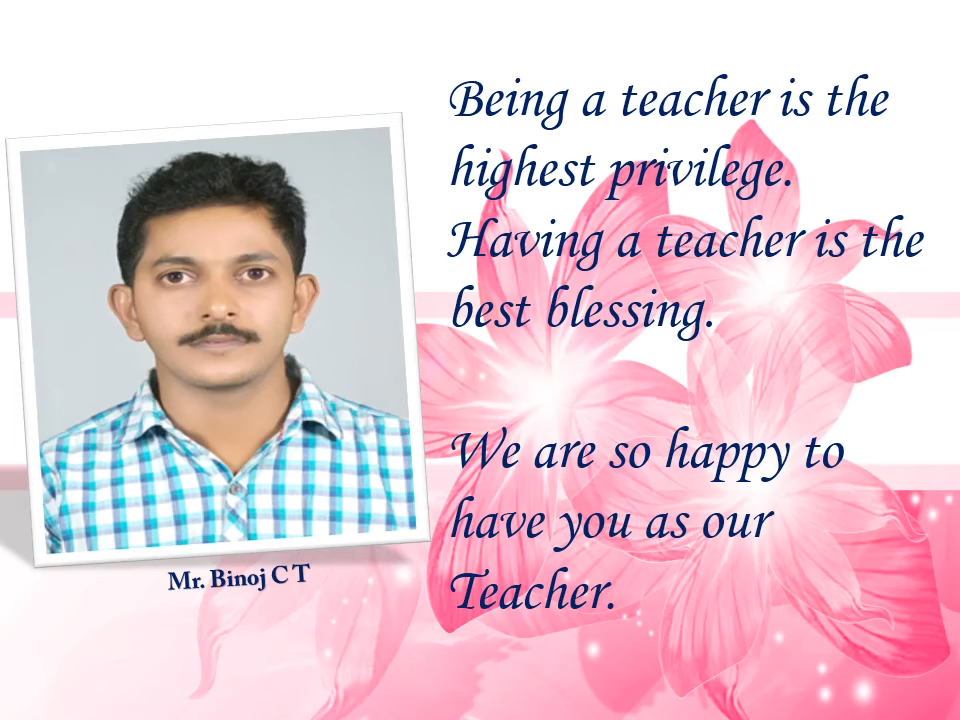 Being a teacher is the
highest privilege.
Having a teacher is the
best blessing.
We are so happy to
have you as our
Teacher.
Mr. Binoj C T